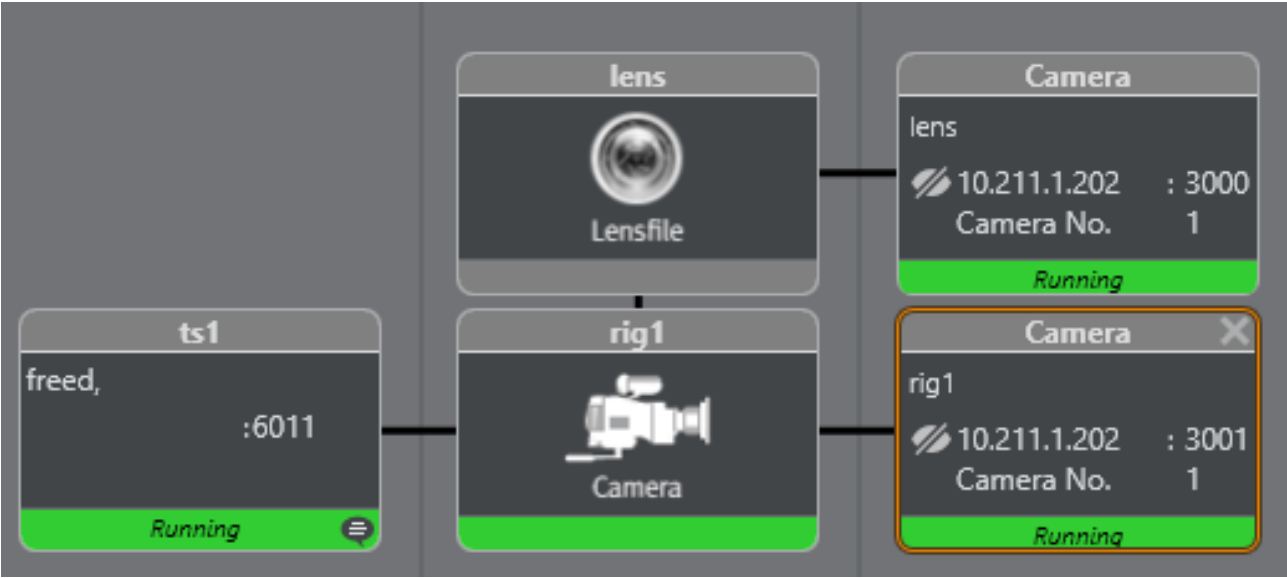 lens
Lensfile
Camera
lens
10.211.1.202 : 3000
Camera No. 1
Running
ts1
freed,
:6011
Running
rig1
Camera
Camera
rig1
10.211.1.202 : 3001
Camera No. 1
Running